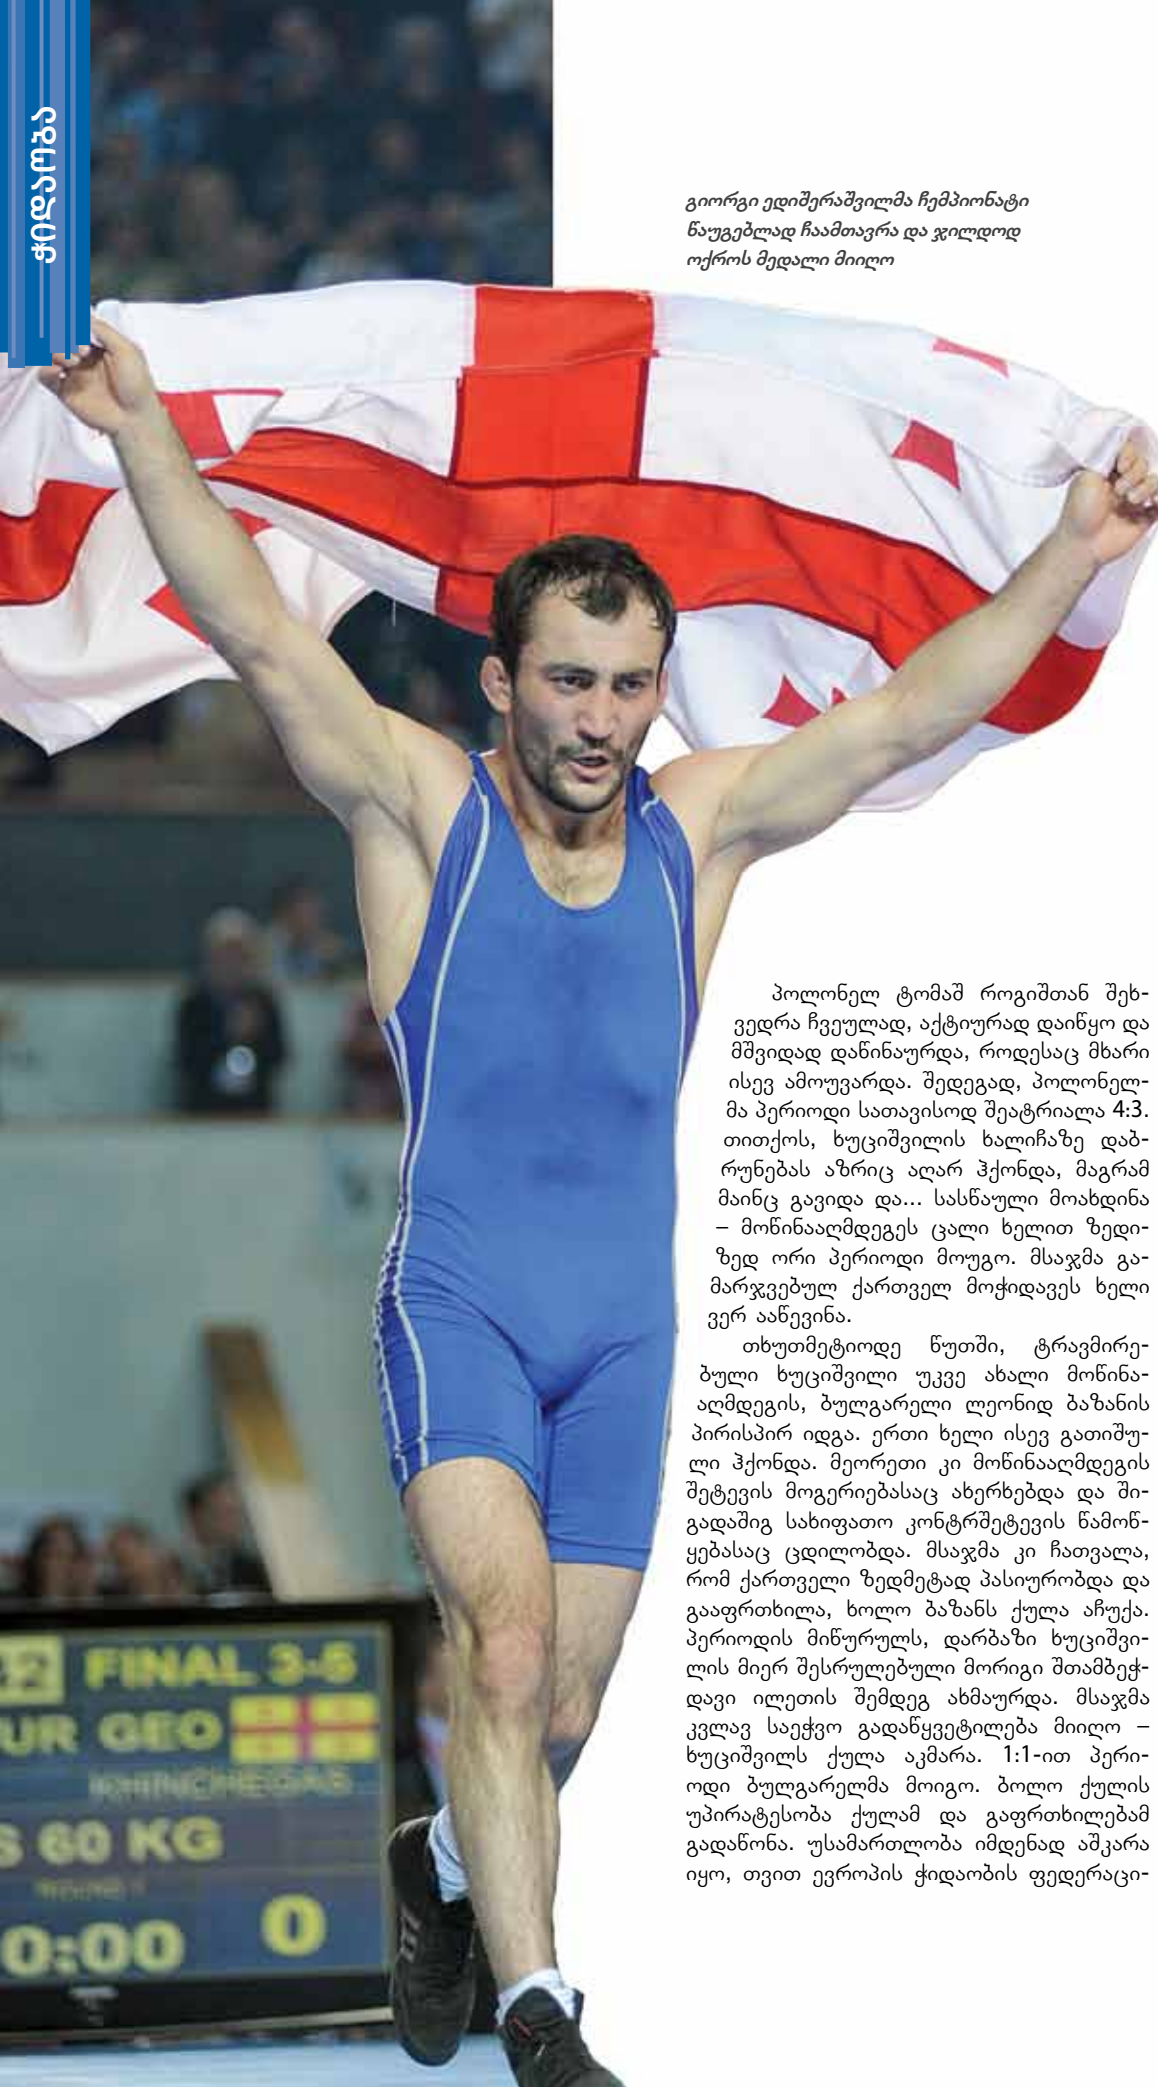 ჭიდაობა
გიორგი ედიშერაშვილმა ჩემპიონატი
წაუგებლად ჩაამთავრა და ჯილდოდ
ოქროს მედალი მიიღო
პოლონელ ტომაშ როგიშთან შეხ-
ვედრა ჩვეულად, აქტიურად დაიწყო და
მშვიდად დაწინაურდა, როდესაც მხარი
ისევ ამოუვარდა. შედეგად, პოლონელ-
მა პერიოდი სათავისოდ შეატრიალა 4:3.
თითქოს, ხუციშვილის ხალიჩაზე დაბ-
რუნებას აზრიც აღარ ჰქონდა, მაგრამ
მაინც გავიდა და... სასწაული მოახდინა
– მოწინააღმდეგეს ცალი ხელით ზედი-
ზედ ორი პერიოდი მოუგო. მსაჯმა გა-
მარჯვებულ ქართველ მოჭიდავეს ხელი
ვერ ააწევინა.
თხუთმეტიოდე წუთში, ტრავმირე-
ბული ხუციშვილი უკვე ახალი მოწინა-
აღმდეგის, ბულგარელი ლეონიდ ბაზანის
პირისპირ იდგა. ერთი ხელი ისევ გათიშუ-
ლი ჰქონდა. მეორეთი კი მოწინააღმდეგის
შეტევის მოგერიებასაც ახერხებდა და ში-
გადაშიგ სახიფათო კონტრშეტევის წამოწ-
ყებასაც ცდილობდა. მსაჯმა კი ჩათვალა,
რომ ქართველი ზედმეტად პასიურობდა და
გააფრთხილა, ხოლო ბაზანს ქულა აჩუქა.
პერიოდის მიწურულს, დარბაზი ხუციშვი-
ლის მიერ შესრულებული მორიგი შთამბეჭ-
დავი ილეთის შემდეგ ახმაურდა. მსაჯმა
კვლავ საეჭვო გადაწყვეტილება მიიღო –
ხუციშვილს ქულა აკმარა. 1:1-ით პერი-
ოდი ბულგარელმა მოიგო. ბოლო ქულის
უპირატესობა ქულამ და გაფრთხილებამ
გადაწონა. უსამართლობა იმდენად აშკარა
იყო, თვით ევროპის ჭიდაობის ფედერაცი-
FINAL 3-5
UR GEO
S 60 KG
0:00 0